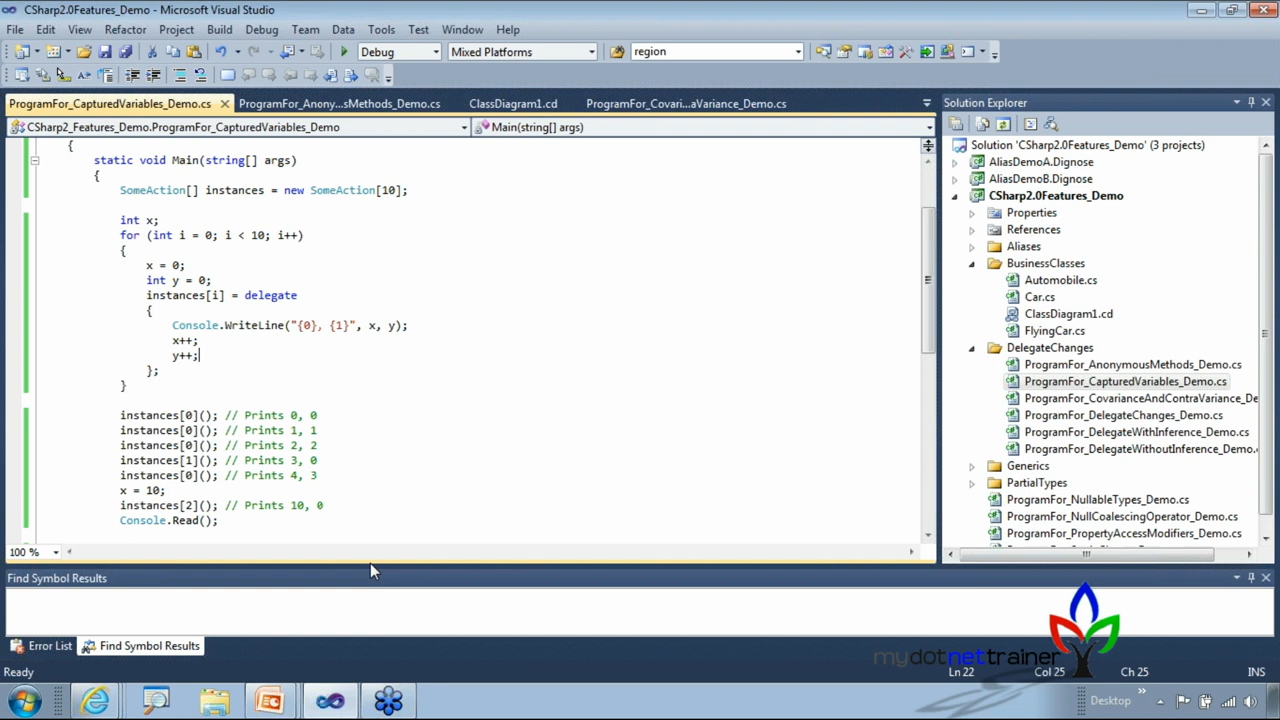 CSharp2.0Features_Demo - Microsoft Visual Studio
File Edit View Refactor Project Build Debug Team Data Tools Test Window Help
Debug Mixed Platforms region
ProgramFor_CapturedVariables_Demo.cs ProgramFor_Anony...sMethods_Demo.cs ClassDiagram1.cd ProgramFor_Covari...aVariance_Demo.cs
CSharp2_Features_Demo.ProgramFor_CapturedVariables_Demo Main(string[] args)
{
static void Main(string[] args)
{
SomeAction[] instances = new SomeAction[10];
int x;
for (int i = 0; i < 10; i++)
{
x = 0;
int y = 0;
instances[i] = delegate
{
Console.WriteLine("{0}, {1}", x, y);
x++;
y++;
};
}
instances[0](); // Prints 0, 0
instances[0](); // Prints 1, 1
instances[0](); // Prints 2, 2
instances[1](); // Prints 3, 0
instances[0](); // Prints 4, 3
x = 10;
instances[2](); // Prints 10, 0
Console.Read();
100 %
Solution Explorer
Solution 'CSharp2.0Features_Demo' (3 projects)
AliasDemoA.Dignose
AliasDemoB.Dignose
CSharp2.0Features_Demo
Properties
References
Aliases
BusinessClasses
Automobile.cs
Car.cs
ClassDiagram1.cd
FlyingCar.cs
DelegateChanges
ProgramFor_AnonymousMethods_Demo.cs
ProgramFor_CapturedVariables_Demo.cs
ProgramFor_CovarianceAndContraVariance_De
ProgramFor_DelegateChanges_Demo.cs
ProgramFor_DelegateWithInference_Demo.cs
ProgramFor_DelegateWithoutInference_Demo.
Generics
PartialTypes
ProgramFor_NullableTypes_Demo.cs
ProgramFor_NullCoalescingOperator_Demo.cs
ProgramFor_PropertyAccessModifiers_Demo.cs
Find Symbol Results
Error List Find Symbol Results
mydotnettrainer
Ready Ln 22 Col 25 Ch 25 INS
Desktop